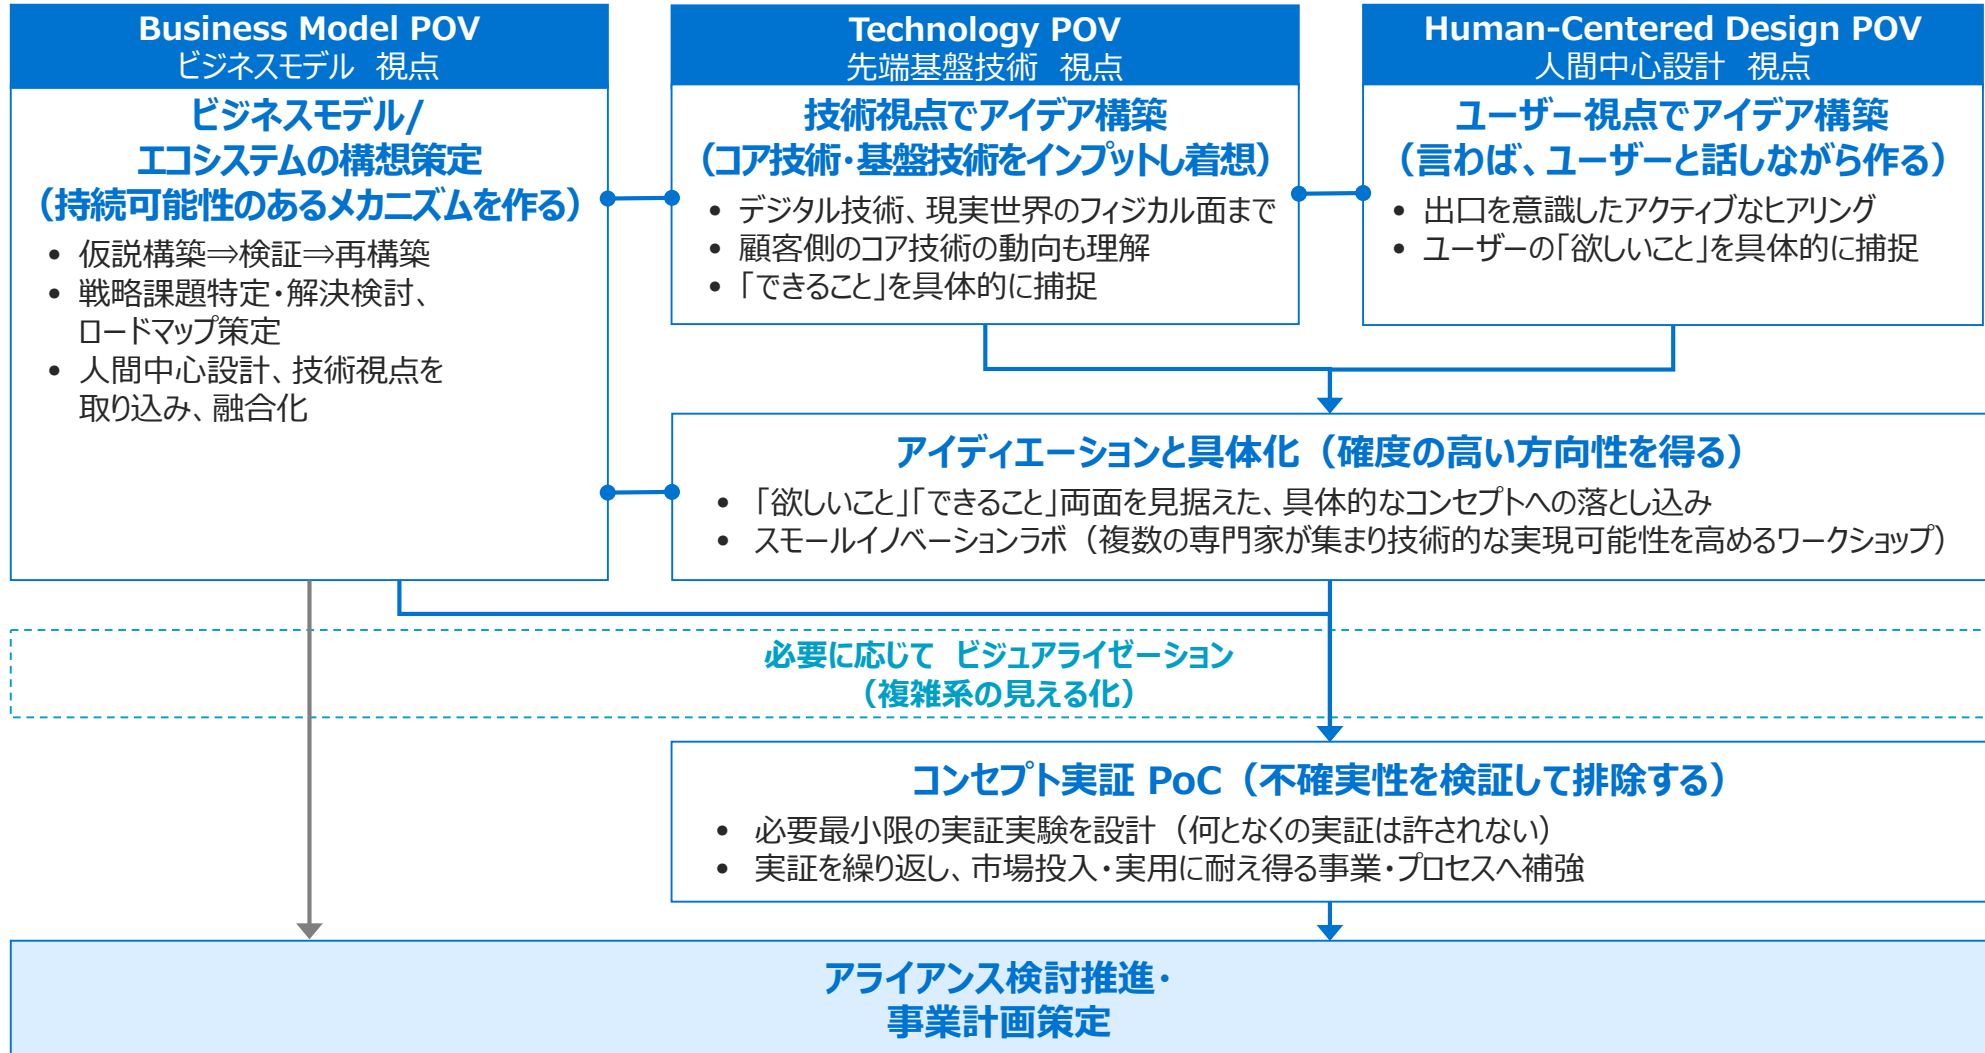 Business Model POV
ビジネスモデル 視点
ビジネスモデル/
エコシステムの構想策定
（持続可能性のあるメカニズムを作る）
• 仮説構築⇒検証⇒再構築
• 戦略課題特定・解決検討、
ロードマップ策定
• 人間中心設計、技術視点を
取り込み、融合化
Technology POV
先端基盤技術 視点
技術視点でアイデア構築
（コア技術・基盤技術をインプットし着想）
• デジタル技術、現実世界のフィジカル面まで
• 顧客側のコア技術の動向も理解
• 「できること」を具体的に捕捉
Human-Centered Design POV
人間中心設計 視点
ユーザー視点でアイデア構築
（言わば、ユーザーと話しながら作る）
• 出口を意識したアクティブなヒアリング
• ユーザーの「欲しいこと」を具体的に捕捉
アイディエーションと具体化（確度の高い方向性を得る）
• 「欲しいこと」「できること」両面を見据えた、具体的なコンセプトへの落とし込み
• スモールイノベーションラボ（複数の専門家が集まり技術的な実現可能性を高めるワークショップ）
必要に応じて ビジュアライゼーション
（複雑系の見える化）
コンセプト実証 PoC（不確実性を検証して排除する）
• 必要最小限の実証実験を設計（何となくの実証は許されない）
• 実証を繰り返し、市場投入・実用に耐え得る事業・プロセスへ補強
アライアンス検討推進・
事業計画策定